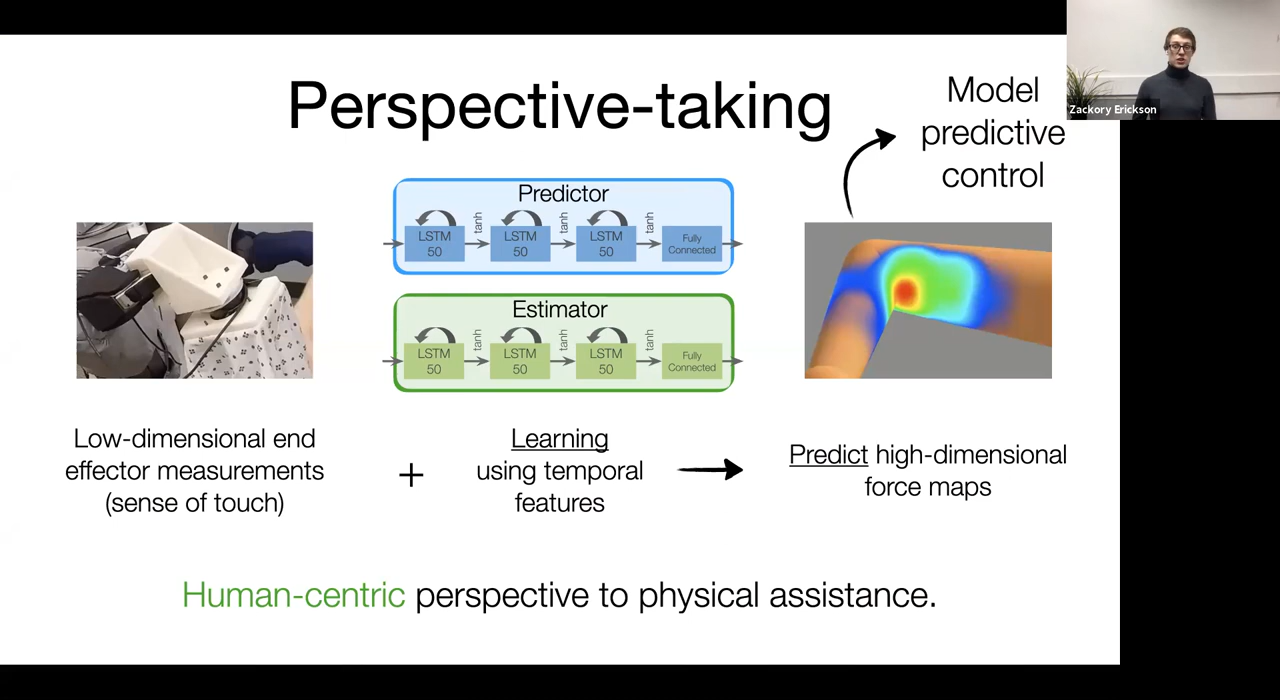 Perspective-taking
Model
predictive
control
Zackory Erickson
Predictor
LSTM
50
tanh
LSTM
50
tanh
LSTM
50
tanh
Fully
Connected
Estimator
LSTM
50
tanh
LSTM
50
tanh
LSTM
50
tanh
Fully
Connected
Low-dimensional end
effector measurements
(sense of touch)
+
Learning
using temporal
features
Predict high-dimensional
force maps
Human-centric perspective to physical assistance.